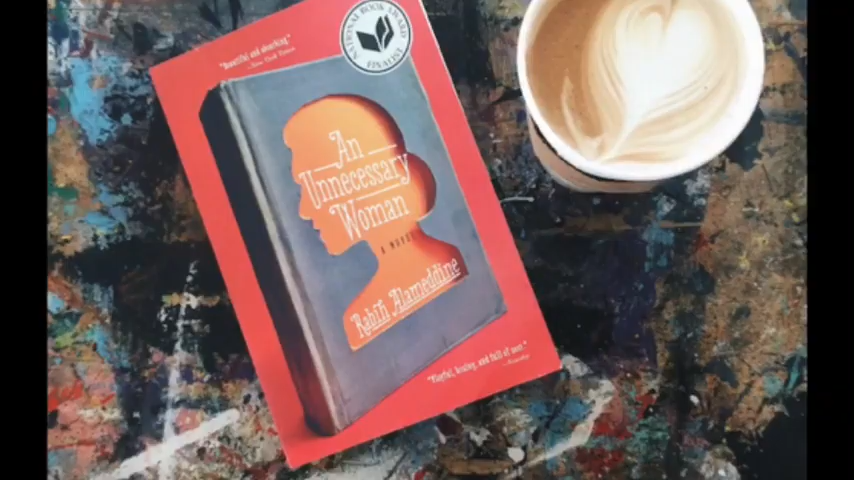 "Beautiful and absorbing."
—New York Times
NATIONAL BOOK AWARD
FINALIST
An
Unnecessary
Woman
A NOVEL
Rabih Alameddine
"Playful, brainy, and full of